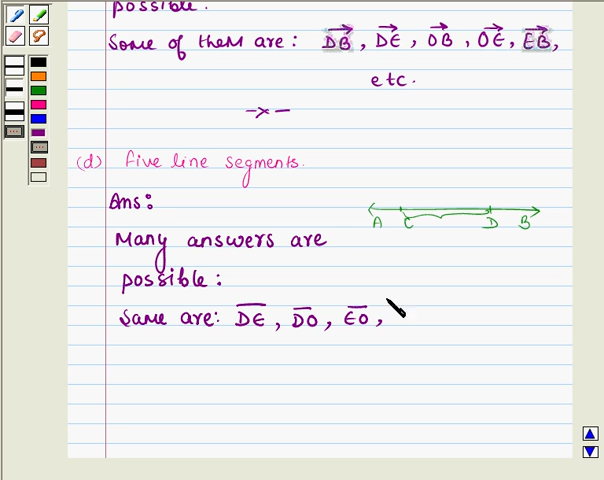 possible.
Some of them are: DB, DE, OB, OE, EB,
etc.
(d) five line segments.
Ans:
A C D B
Many answers are
possible:
Same are: DE, DO, EO,